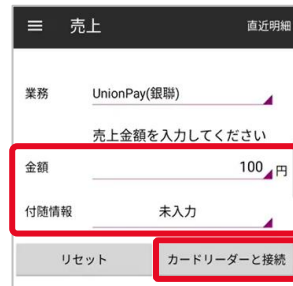 売上 直近明細
業務 UnionPay(銀聯)
売上金額を入力してください
金額 100 円
付随情報 未入力
リセット カードリーダーと接続